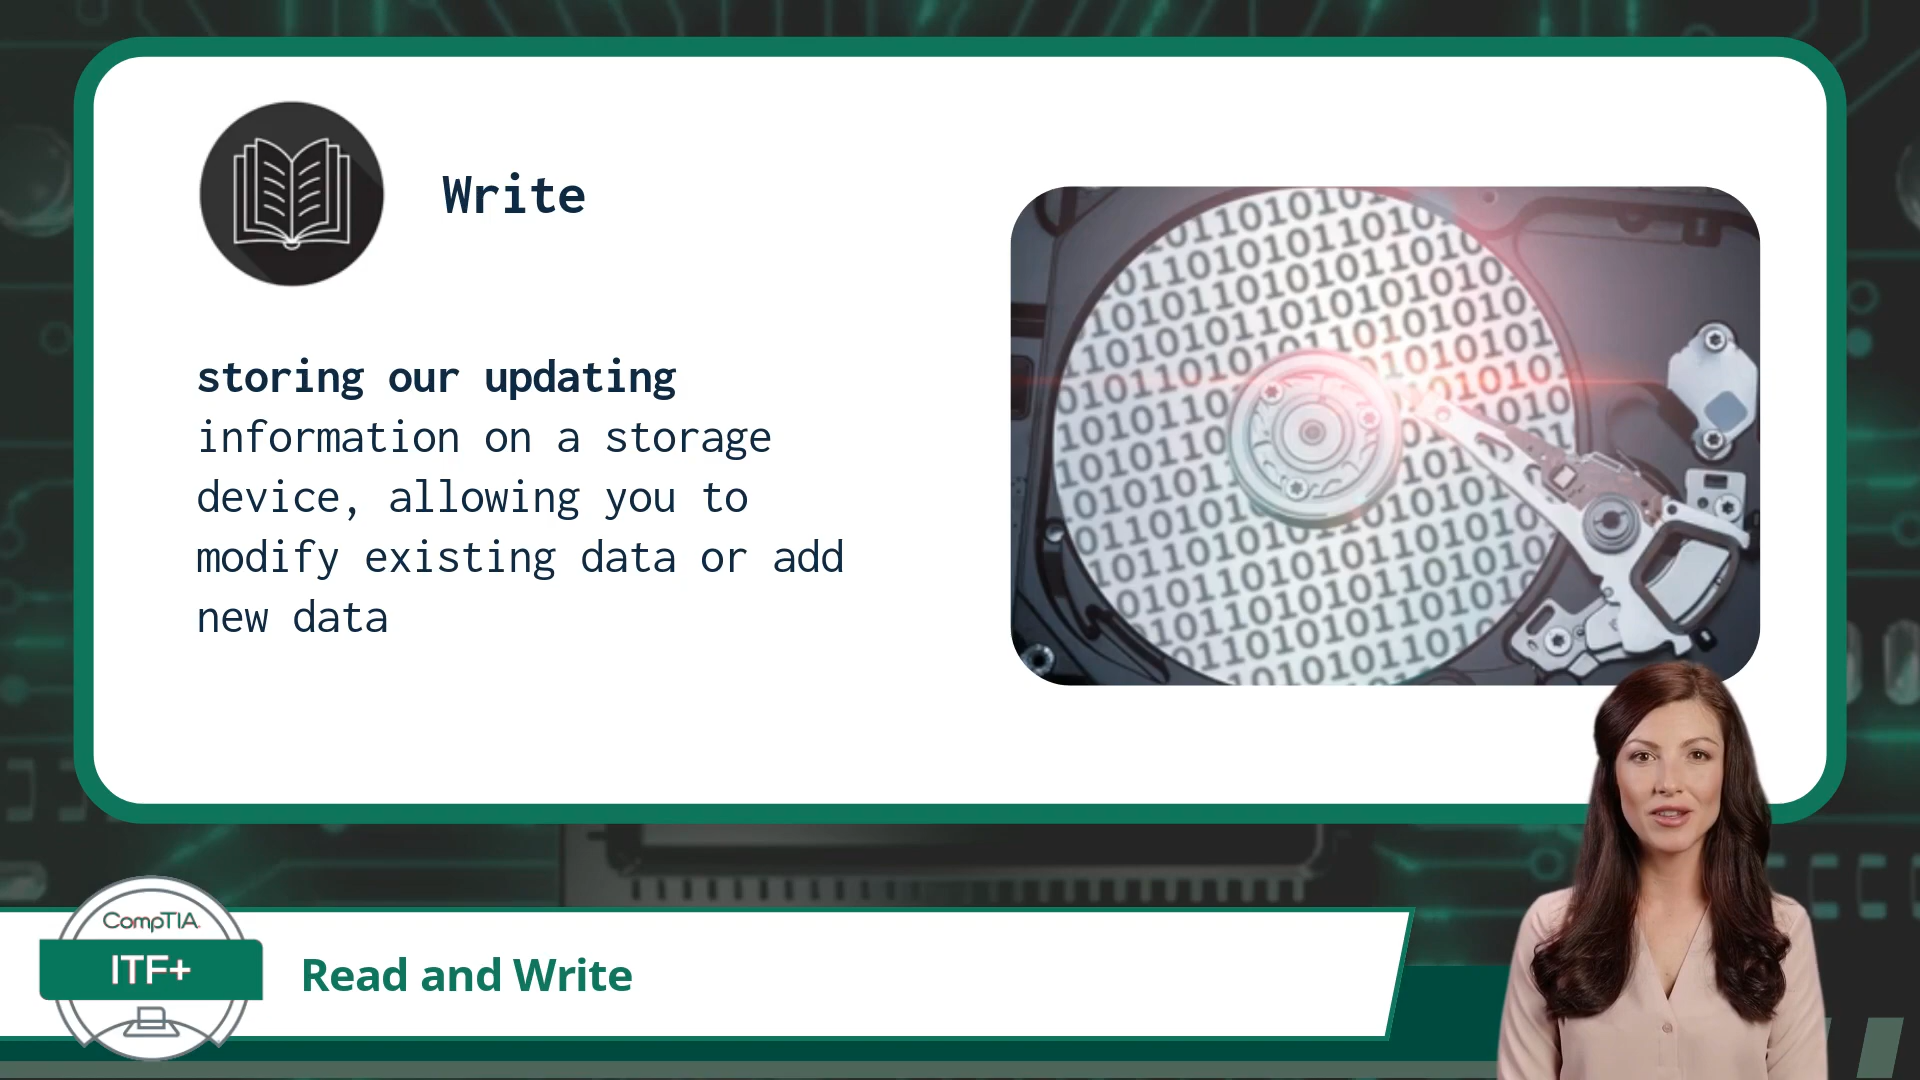 Write
storing our updating
information on a storage
device, allowing you to
modify existing data or add
new data
CompTIA
ITF+
Read and Write